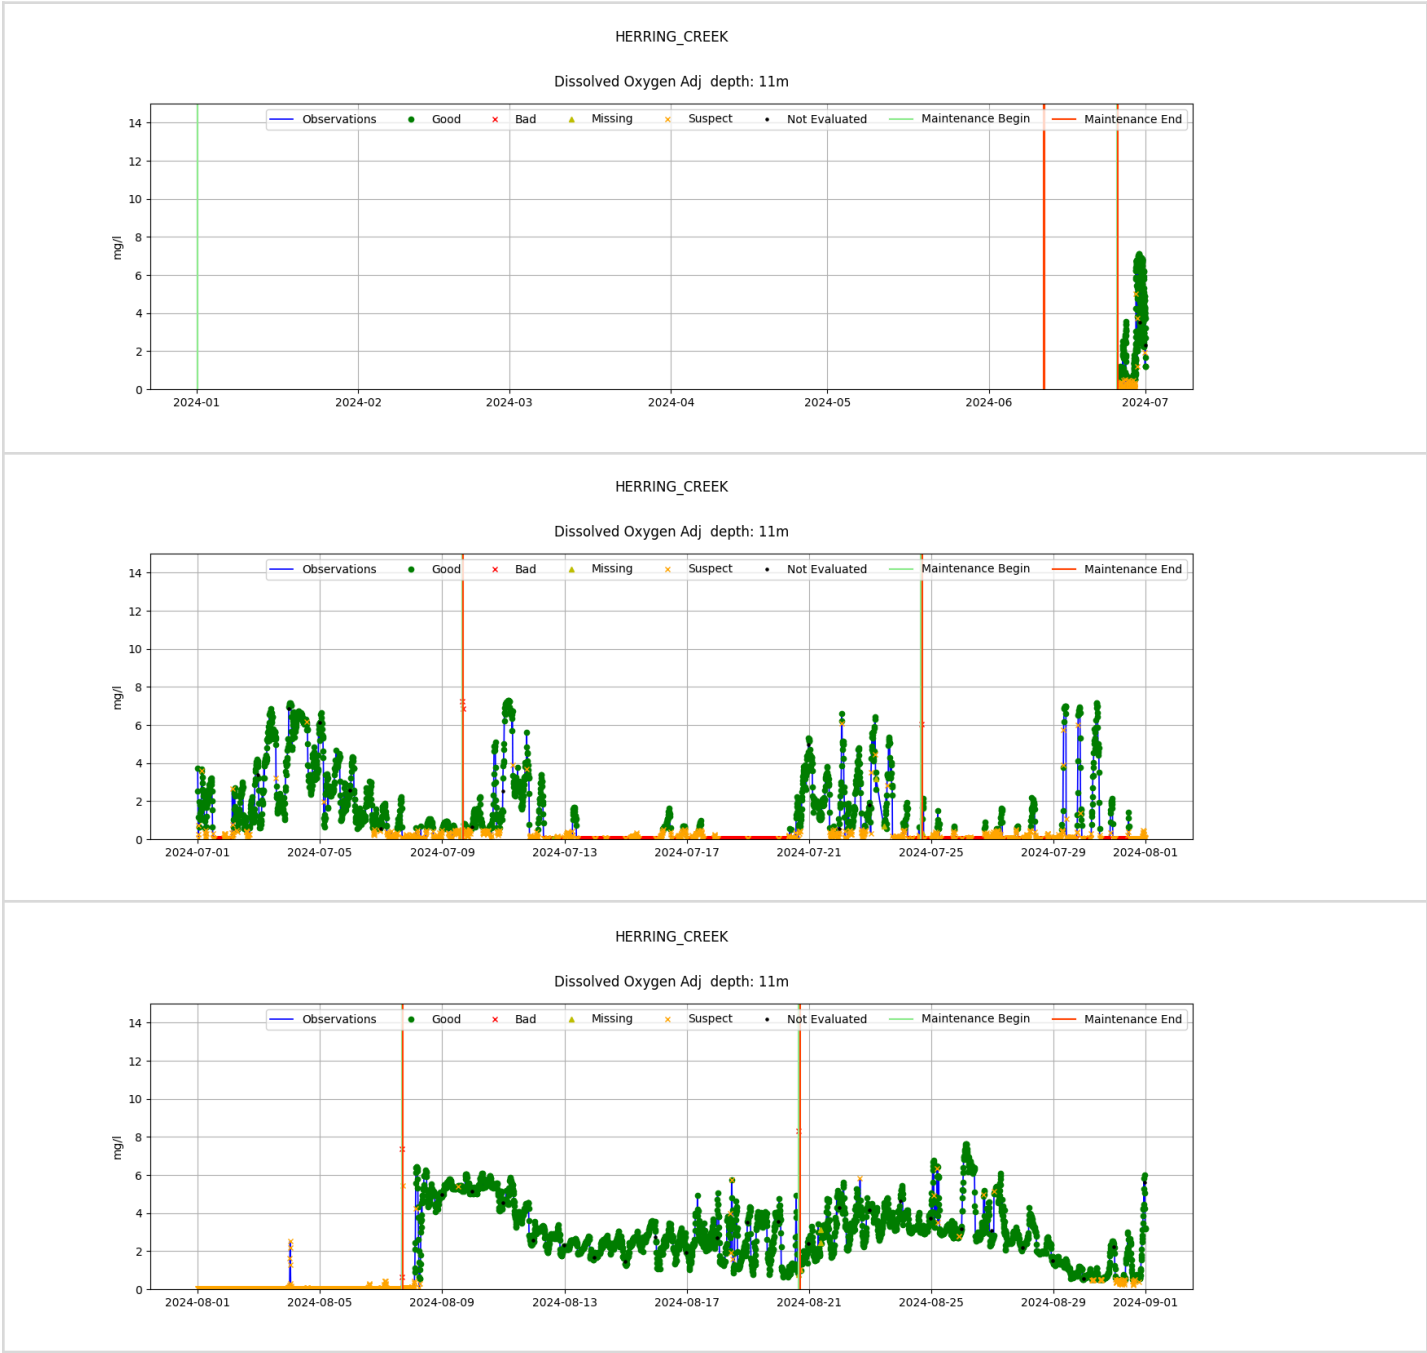 HERRING_CREEK
Dissolved Oxygen Adj  depth: 11m
Observations Good Bad Missing Suspect Not Evaluated Maintenance Begin Maintenance End
14
12
10
8
6
4
2
0
mg/l
2024-01 2024-02 2024-03 2024-04 2024-05 2024-06 2024-07
HERRING_CREEK
Dissolved Oxygen Adj  depth: 11m
Observations Good Bad Missing Suspect Not Evaluated Maintenance Begin Maintenance End
14
12
10
8
6
4
2
0
mg/l
2024-07-01 2024-07-05 2024-07-09 2024-07-13 2024-07-17 2024-07-21 2024-07-25 2024-07-29 2024-08-01
HERRING_CREEK
Dissolved Oxygen Adj  depth: 11m
Observations Good Bad Missing Suspect Not Evaluated Maintenance Begin Maintenance End
14
12
10
8
6
4
2
0
mg/l
2024-08-01 2024-08-05 2024-08-09 2024-08-13 2024-08-17 2024-08-21 2024-08-25 2024-08-29 2024-09-01